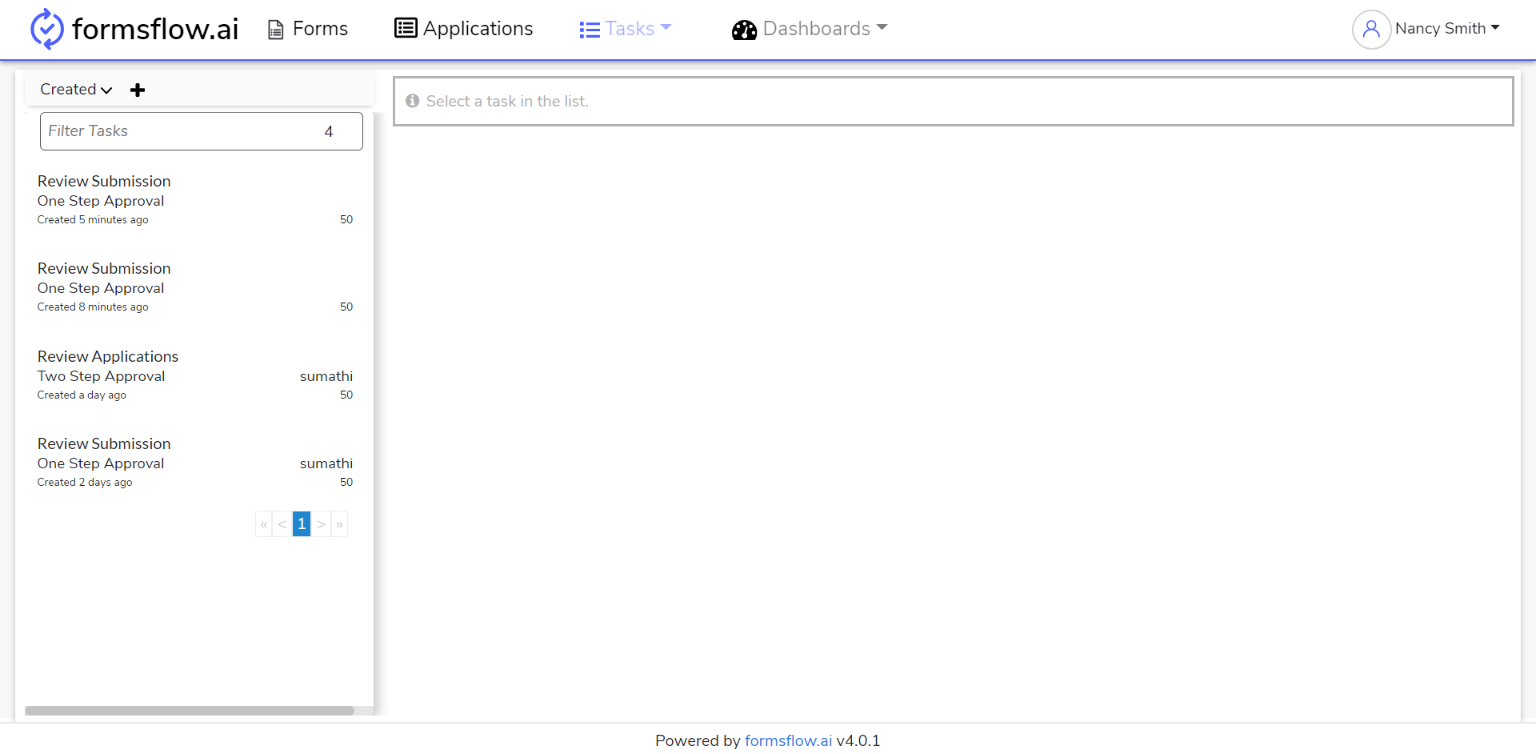 formsflow.ai Forms Applications Tasks Dashboards Nancy Smith
Created
Select a task in the list.
Filter Tasks 4
Review Submission
One Step Approval
Created 5 minutes ago 50
Review Submission
One Step Approval
Created 8 minutes ago 50
Review Applications
Two Step Approval sumathi
Created a day ago 50
Review Submission
One Step Approval sumathi
Created 2 days ago 50
« < 1 > »
Powered by formsflow.ai v4.0.1